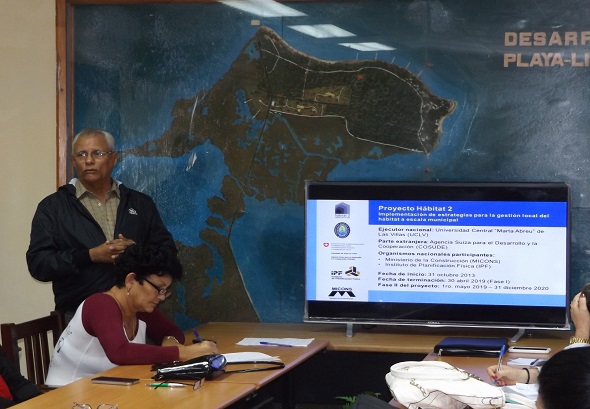 DESARR
PLAYA-LI
Proyecto Hábitat 2
Implementación de estrategias para la gestión local del
hábitat a escala municipal
Ejecutor nacional: Universidad Central "Marta Abreu" de
Las Villas (UCLV)
Parte extranjera: Agencia Suiza para el Desarrollo y la
Cooperación (COSUDE)
Organismos nacionales participantes:
• Ministerio de la Construcción (MICONS)
• Instituto de Planificación Física (IPF)
Fecha de inicio: 31 octubre 2013
Fecha de terminación: 30 abril 2019 (Fase I)
Fase II del proyecto: 1ro. mayo 2019 – 31 diciembre 2020
IPF
MICONS